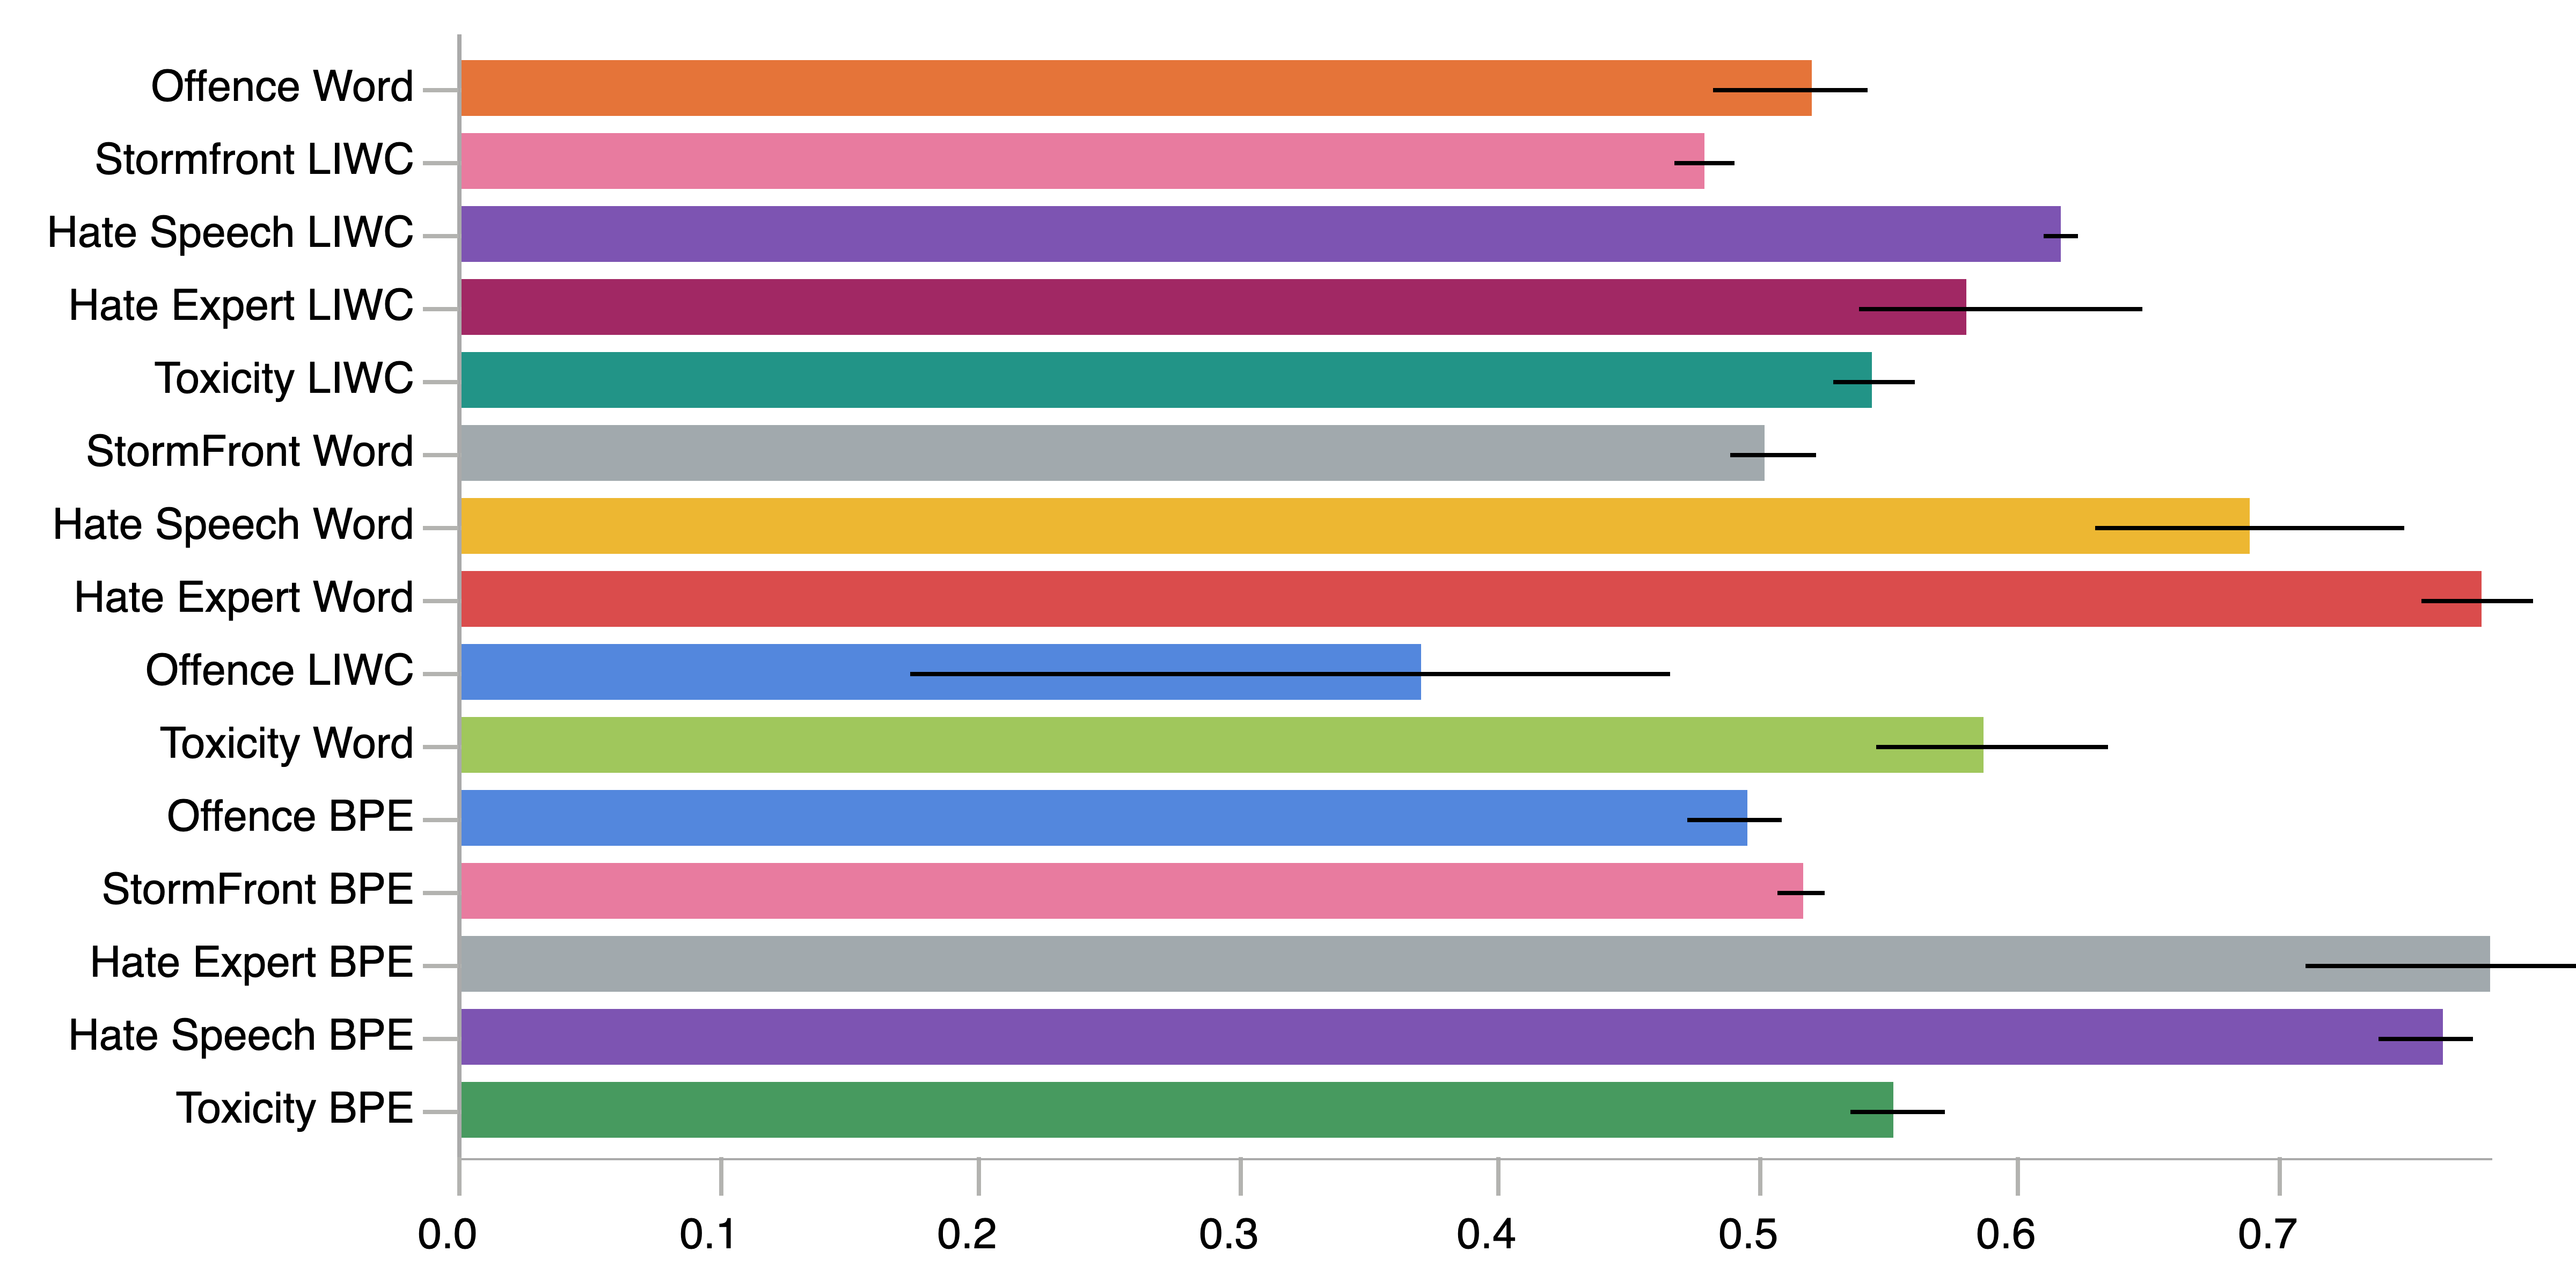 Offence Word
Stormfront LIWC
Hate Speech LIWC
Hate Expert LIWC
Toxicity LIWC
StormFront Word
Hate Speech Word
Hate Expert Word
Offence LIWC
Toxicity Word
Offence BPE
StormFront BPE
Hate Expert BPE
Hate Speech BPE
Toxicity BPE
0.0 0.1 0.2 0.3 0.4 0.5 0.6 0.7